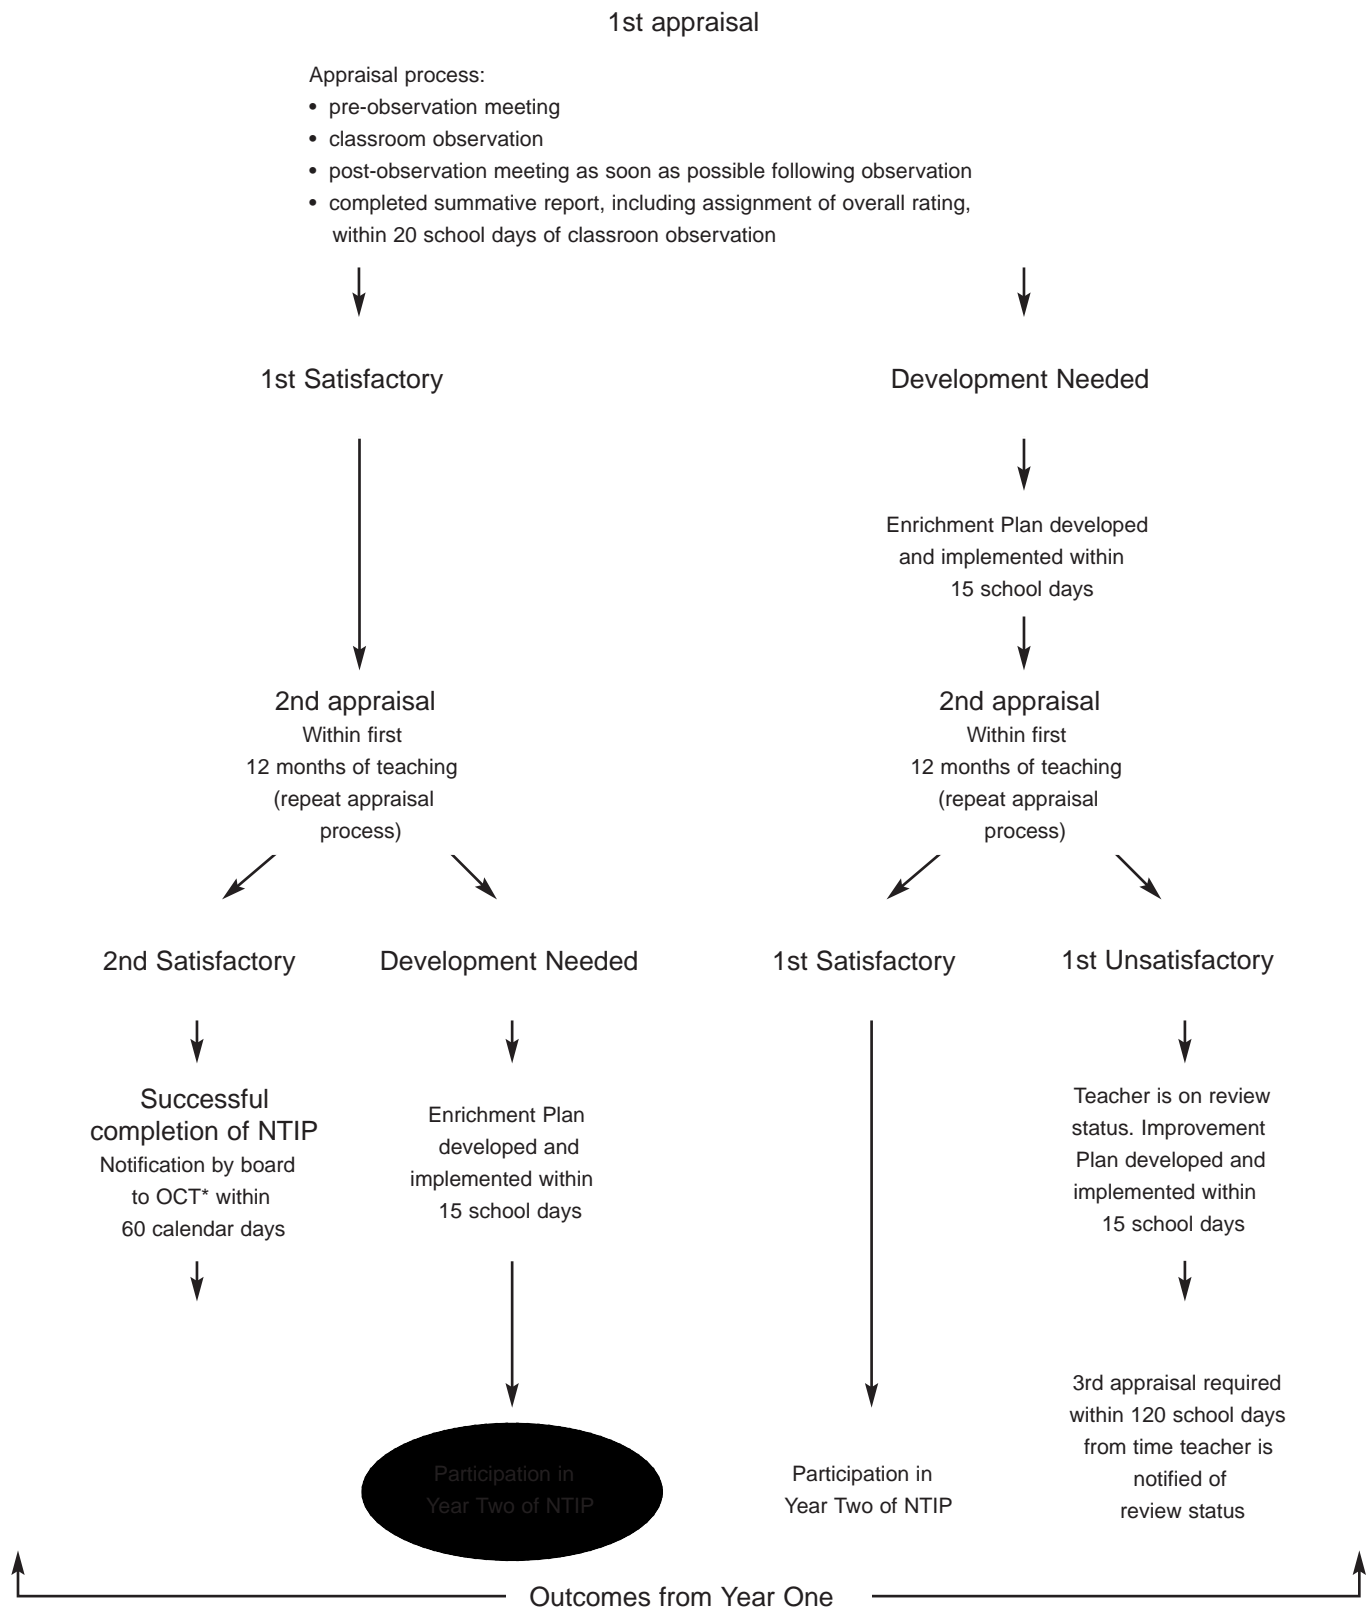 1st appraisal
Appraisal process:
• pre-observation meeting
• classroom observation
• post-observation meeting as soon as possible following observation
• completed summative report, including assignment of overall rating,
within 20 school days of classroon observation
1st Satisfactory
Development Needed
Enrichment Plan developed
and implemented within
15 school days
2nd appraisal
Within first
12 months of teaching
(repeat appraisal
process)
2nd appraisal
Within first
12 months of teaching
(repeat appraisal
process)
2nd Satisfactory
Development Needed
1st Satisfactory
1st Unsatisfactory
Successful
completion of NTIP
Notification by board
to OCT* within
60 calendar days
Enrichment Plan
developed and
implemented within
15 school days
Teacher is on review
status. Improvement
Plan developed and
implemented within
15 school days
Participation in
Year Two of NTIP
Participation in
Year Two of NTIP
3rd appraisal required
within 120 school days
from time teacher is
notified of
review status
Outcomes from Year One